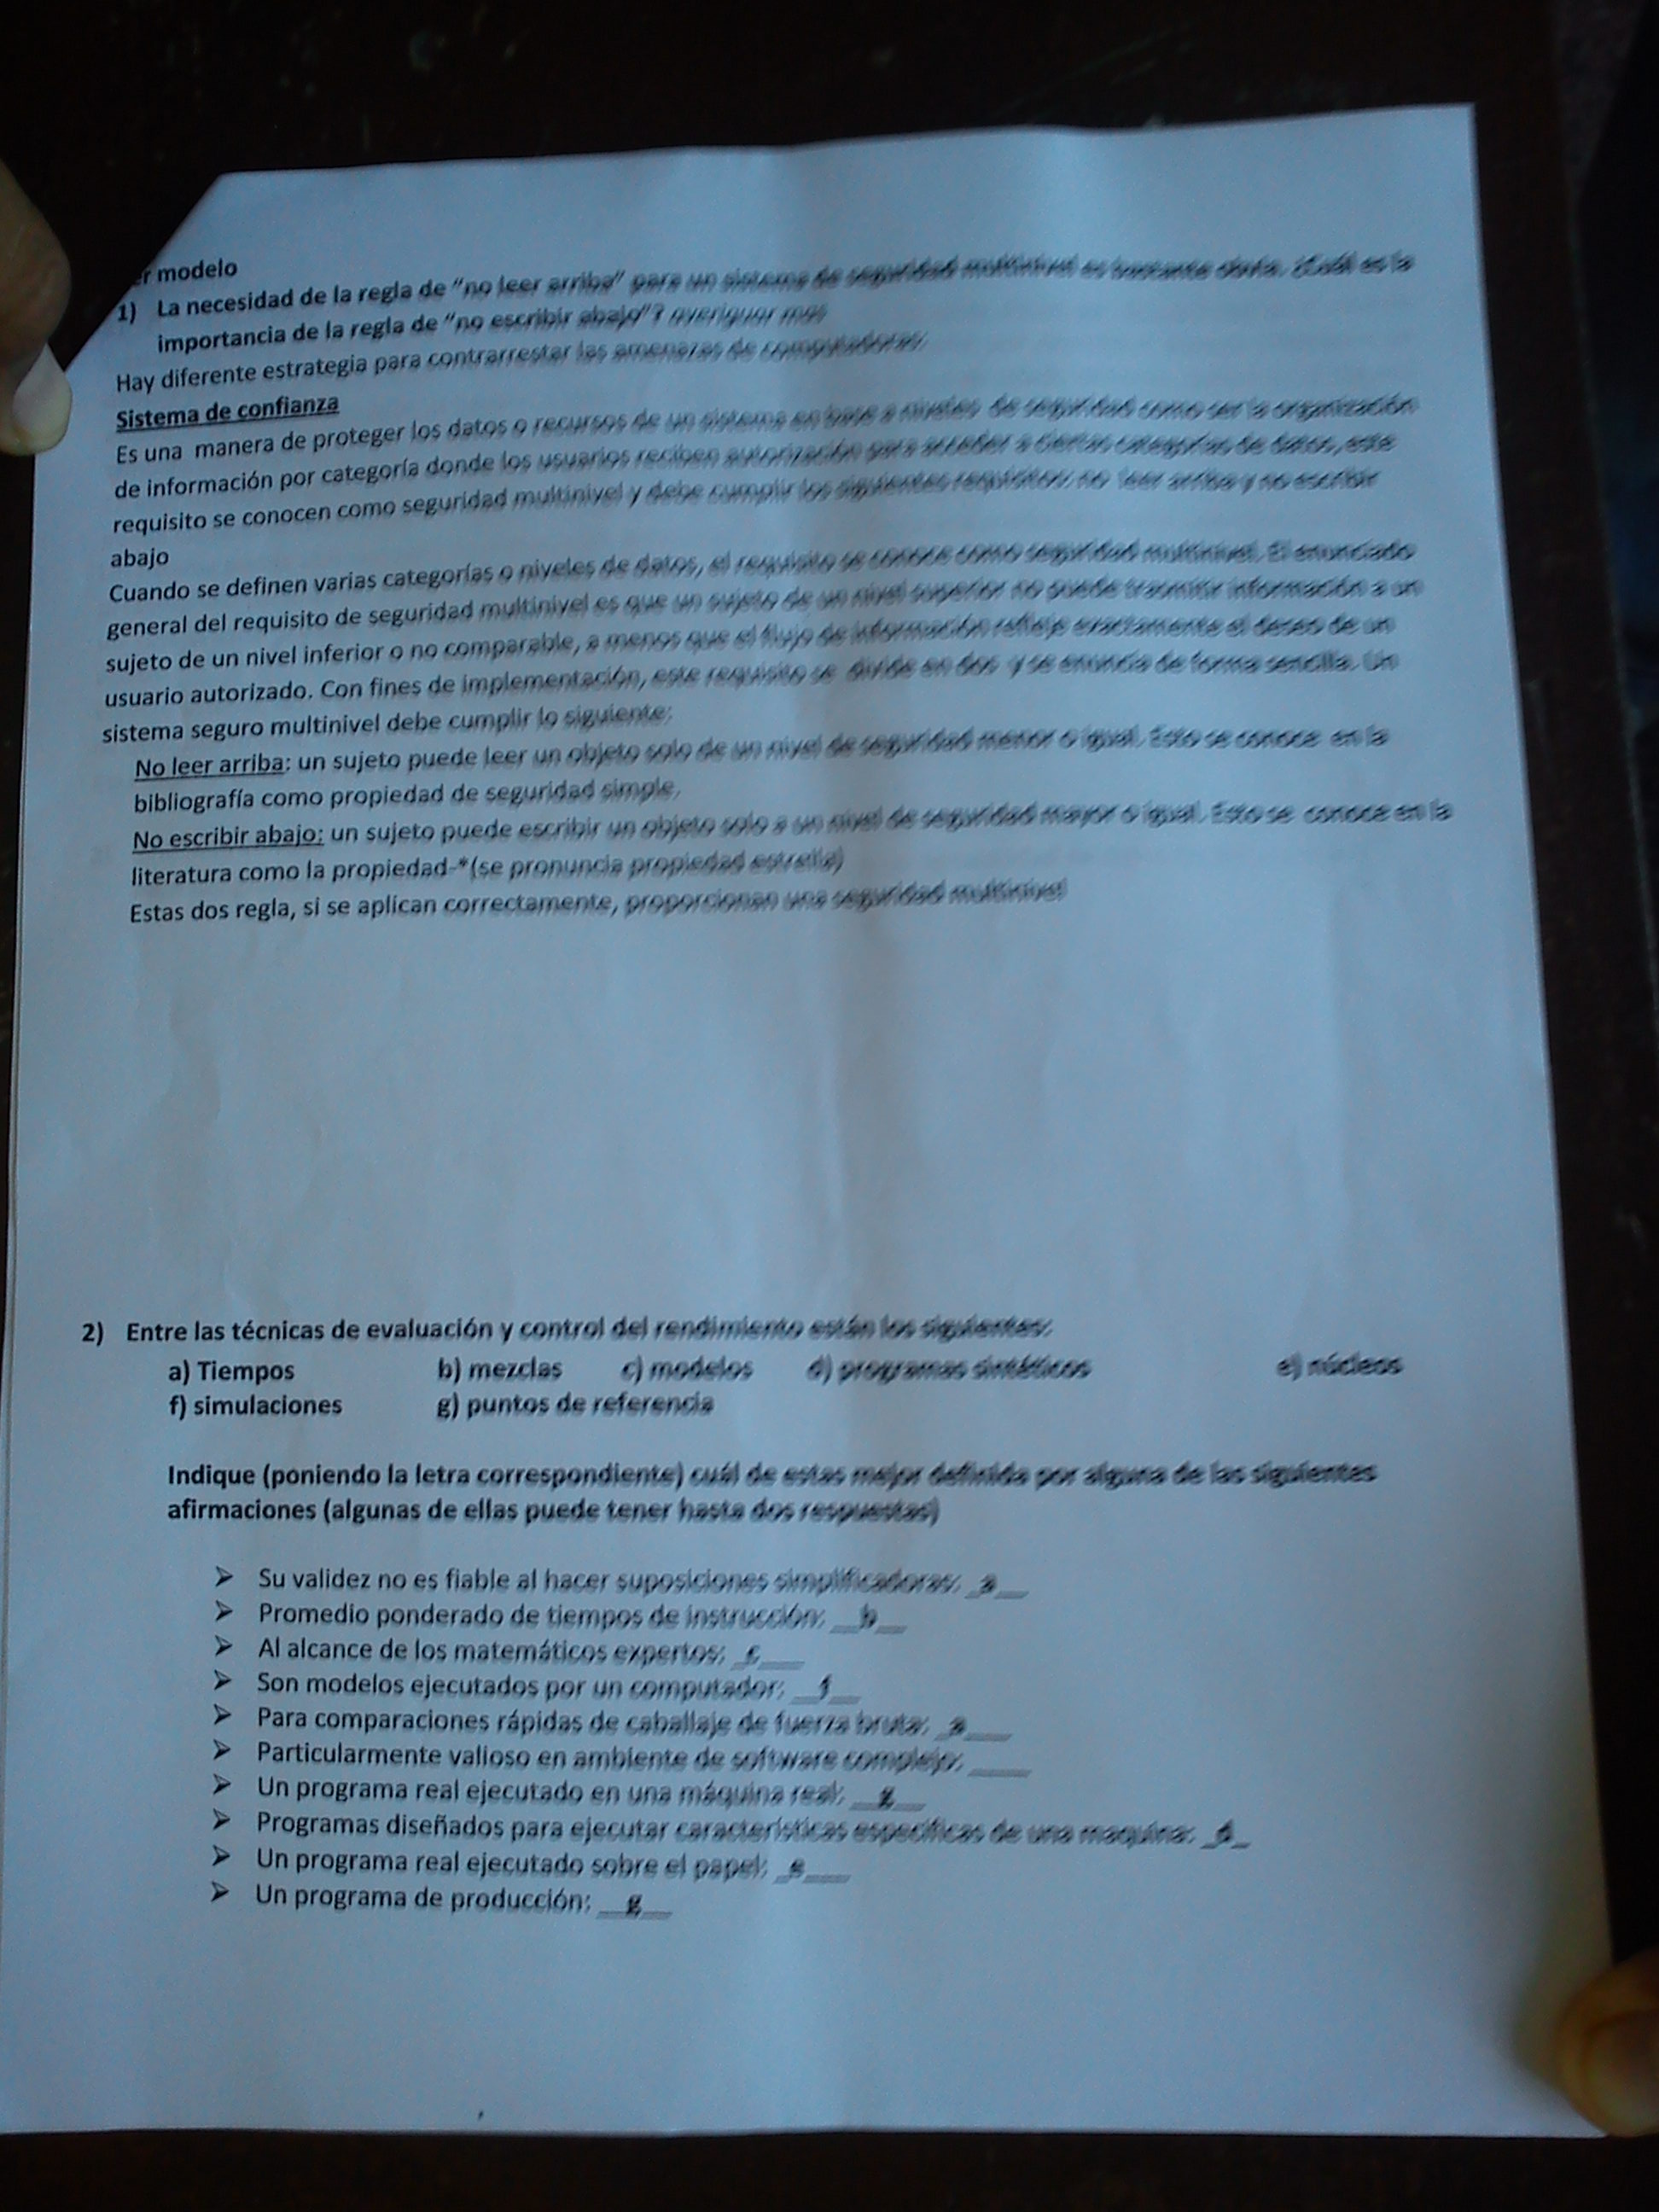 r modelo
1) La necesidad de la regla de "no leer arriba" para un sistema de seguridad multinivel es bastante clara. ¿Cuál es la
importancia de la regla de "no escribir abajo"? averiguar mas
Hay diferente estrategia para contrarrestar las amenazas de computadoras:
Sistema de confianza
Es una manera de proteger los datos o recursos de un sistema en base a niveles de seguridad como ser la organización
de información por categoría donde los usuarios reciben autorización para acceder a ciertas categorías de datos, este
requisito se conocen como seguridad multinivel y debe cumplir los siguientes requisitos: no leer arriba y no escribir
abajo
Cuando se definen varias categorías o niveles de datos, el requisito se conoce como seguridad multinivel. El enunciado
general del requisito de seguridad multinivel es que un sujeto de un nivel superior no puede trasmitir información a un
sujeto de un nivel inferior o no comparable, a menos que el flujo de información refleje exactamente el deseo de un
usuario autorizado. Con fines de implementación, este requisito se divide en dos y se enuncia de forma sencilla. Un
sistema seguro multinivel debe cumplir lo siguiente:
No leer arriba: un sujeto puede leer un objeto solo de un nivel de seguridad menor o igual. Esto se conoce en la
bibliografía como propiedad de seguridad simple.
No escribir abajo: un sujeto puede escribir un objeto solo a un nivel de seguridad mayor o igual. Esto se conoce en la
literatura como la propiedad-*(se pronuncia propiedad estrella)
Estas dos regla, si se aplican correctamente, proporcionan una seguridad multinivel
2) Entre las técnicas de evaluación y control del rendimiento están los siguientes:
a) Tiempos b) mezclas c) modelos d) programas sintéticos e) núcleos
f) simulaciones g) puntos de referencia
Indique (poniendo la letra correspondiente) cuál de estas mejor definida por alguna de las siguientes
afirmaciones (algunas de ellas puede tener hasta dos respuestas)
➢ Su validez no es fiable al hacer suposiciones simplificadoras: _a___
➢ Promedio ponderado de tiempos de instrucción: ___b___
➢ Al alcance de los matemáticos expertos: _c____
➢ Son modelos ejecutados por un computador: ___f___
➢ Para comparaciones rápidas de caballaje de fuerza bruta: _a____
➢ Particularmente valioso en ambiente de software complejo: _____
➢ Un programa real ejecutado en una máquina real: ___g___
➢ Programas diseñados para ejecutar características específicas de una maquina: _d_
➢ Un programa real ejecutado sobre el papel: _e____
➢ Un programa de producción: ___g___